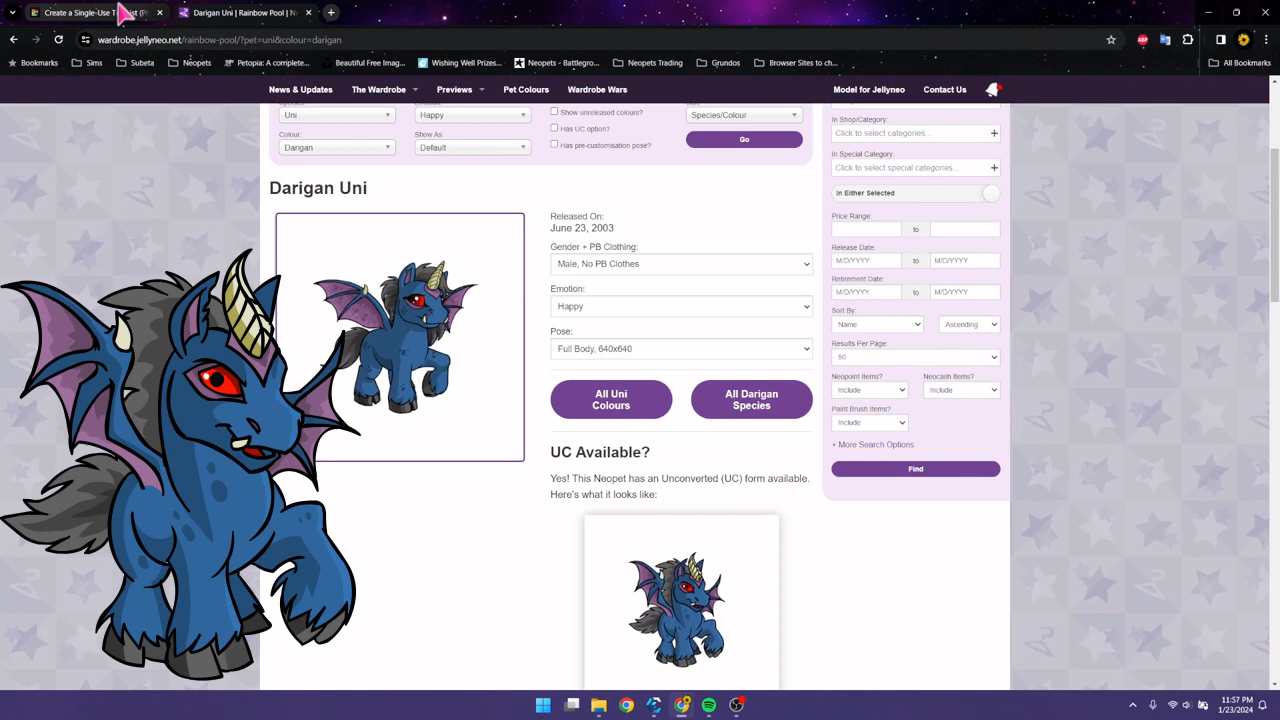 Create a Single-Use T
ist (P
Darigan Uni | Rainbow Pool | Ne
wardrobe.jellyneo.net/rainbow-pool/?pet=uni&colour=darigan
Bookmarks
Sims
Subeta
Neopets
Petopia: A complete...
Beautiful Free Imag...
Wishing Well Prizes...
Neopets - Battlegro...
Neopets Trading
Grundos
Browser Sites to ch...
All Bookmarks
News & Updates
The Wardrobe
Previews
Pet Colours
Wardrobe Wars
Model for Jellyneo
Contact Us
Uni
Happy
Show unreleased colours?
Species/Colour
Has UC option?
Colour:
Show As:
Has pre-customisation pose?
Go
Darigan
Default
In Shop/Category:
Click to select categories...
In Special Category:
Click to select special categories...
In Either Selected
Darigan Uni
Released On:
June 23, 2003
Gender + PB Clothing:
Male, No PB Clothes
Emotion:
Happy
Pose:
Full Body, 640x640
All Uni
Colours
All Darigan
Species
UC Available?
Yes! This Neopet has an Unconverted (UC) form available.
Here's what it looks like:
Price Range:
to
Release Date:
M/D/YYYY
to
M/D/YYYY
Retirement Date:
M/D/YYYY
to
M/D/YYYY
Sort By:
Name
Ascending
Results Per Page:
50
Neopoint Items?
Neocash Items?
Include
Include
Paint Brush Items?
Include
+ More Search Options
Find
11:57 PM
1/23/2024